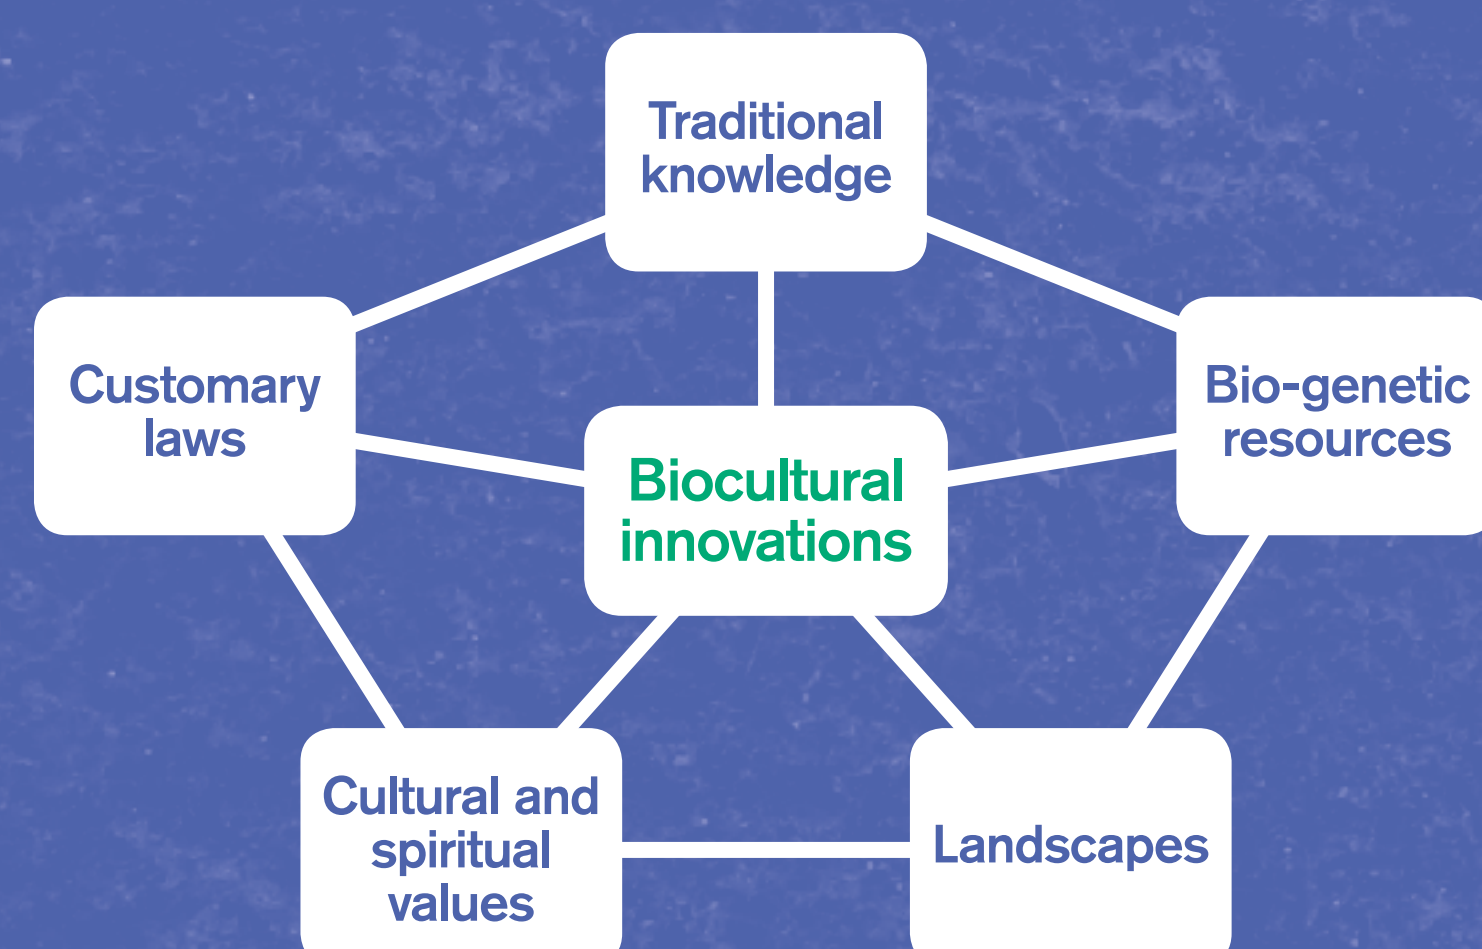 Traditional
knowledge
Customary
laws
Bio-genetic
resources
Biocultural
innovations
Cultural and
spiritual
values
Landscapes